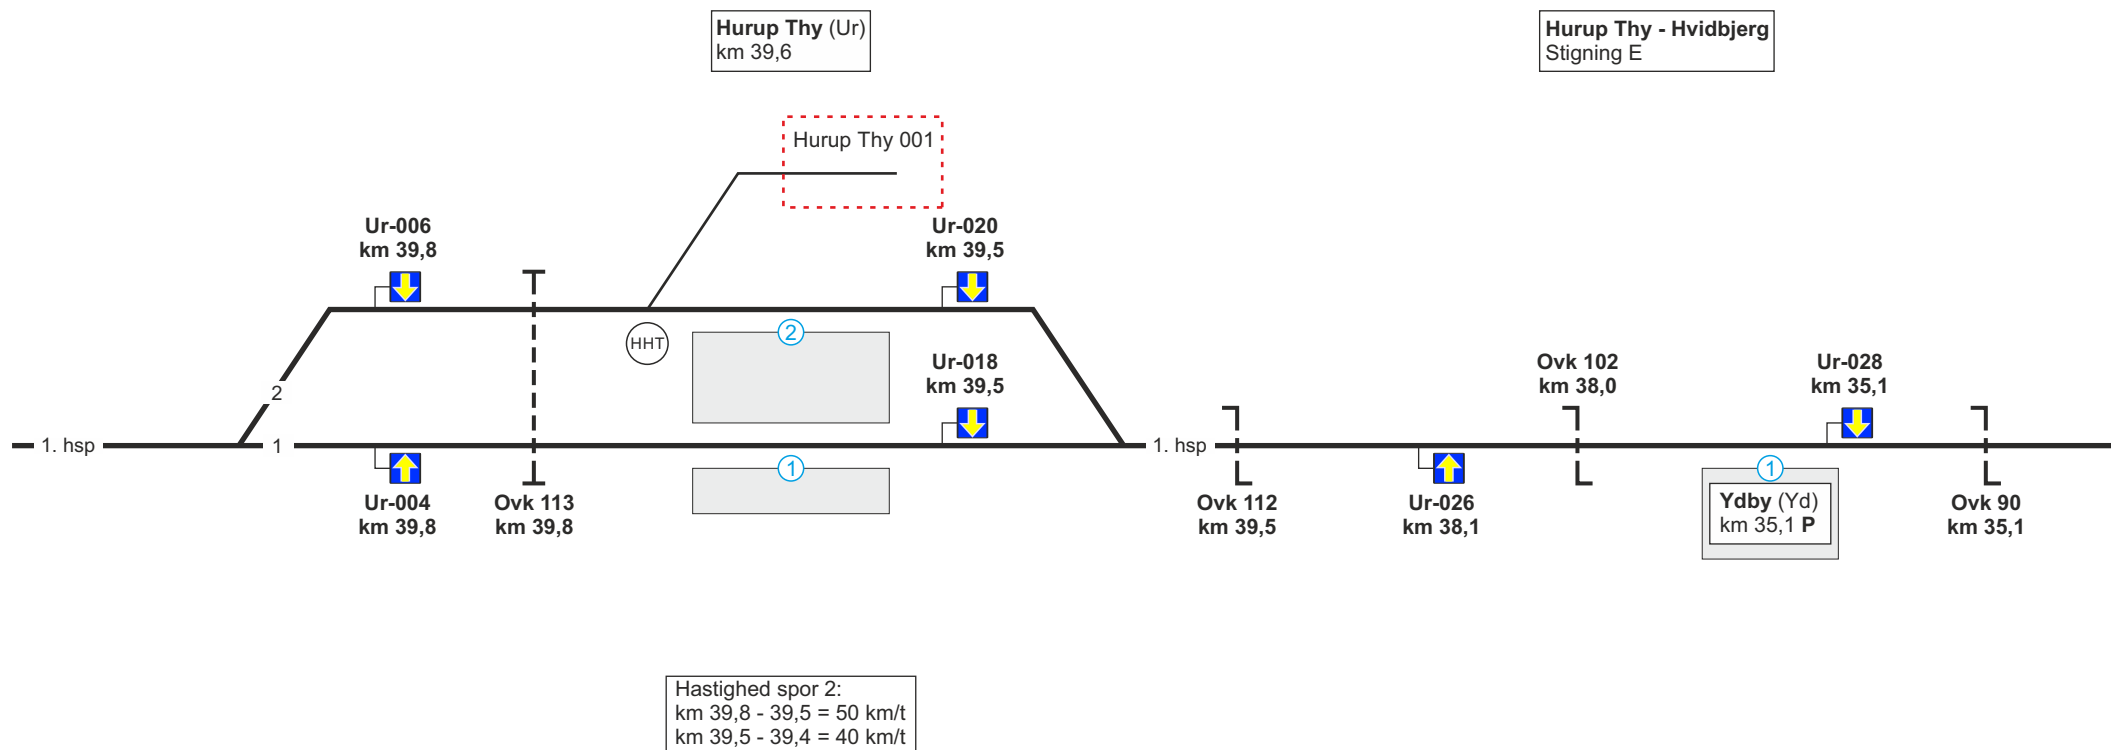 Hurup Thy (Ur)
km 39,6
Hurup Thy - Hvidbjerg
Stigning E
Hurup Thy 001
Ur-006
km 39,8
Ur-020
km 39,5
HHT
2
Ur-018
km 39,5
Ovk 102
km 38,0
Ur-028
km 35,1
2
1. hsp
1
1. hsp
1
1
Ur-004
km 39,8
Ovk 113
km 39,8
Ovk 112
km 39,5
Ur-026
km 38,1
Ydby (Yd)
km 35,1 P
Ovk 90
km 35,1
Hastighed spor 2:
km 39,8 - 39,5 = 50 km/t
km 39,5 - 39,4 = 40 km/t